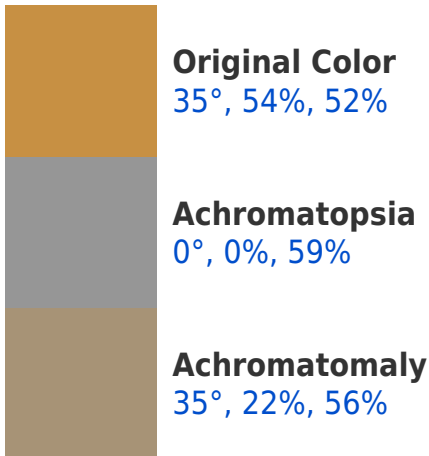 Original Color
35°, 54%, 52%
Achromatopsia
0°, 0%, 59%
Achromatomaly
35°, 22%, 56%